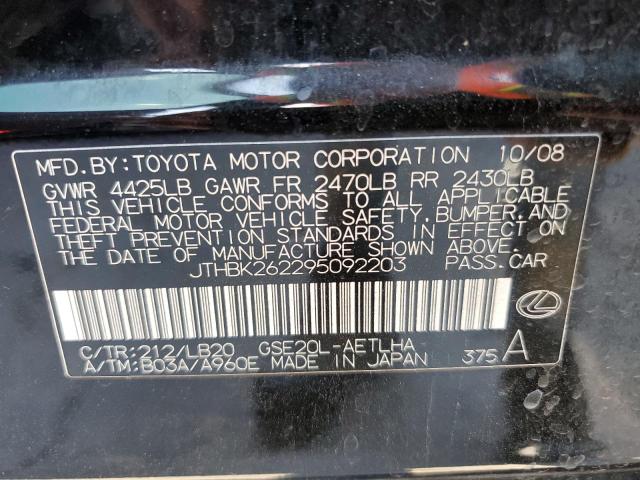 MFD. BY: TOYOTA MOTOR CORPORATION 10/08
GVWR 4425LB GAWR FR 2470LB RR 2430LB
THIS VEHICLE CONFORMS TO ALL APPLICABLE
FEDERAL MOTOR VEHICLE SAFETY, BUMPER, AND
THEFT PREVENTION STANDARDS IN EFFECT ON
THE DATE OF MANUFACTURE SHOWN ABOVE.
JTHBK262295092203 PASS. CAR
C/TR: 212/LB20 GSE20L-AETLHA
A/TM: B03A/A960E MADE IN JAPAN 375 A